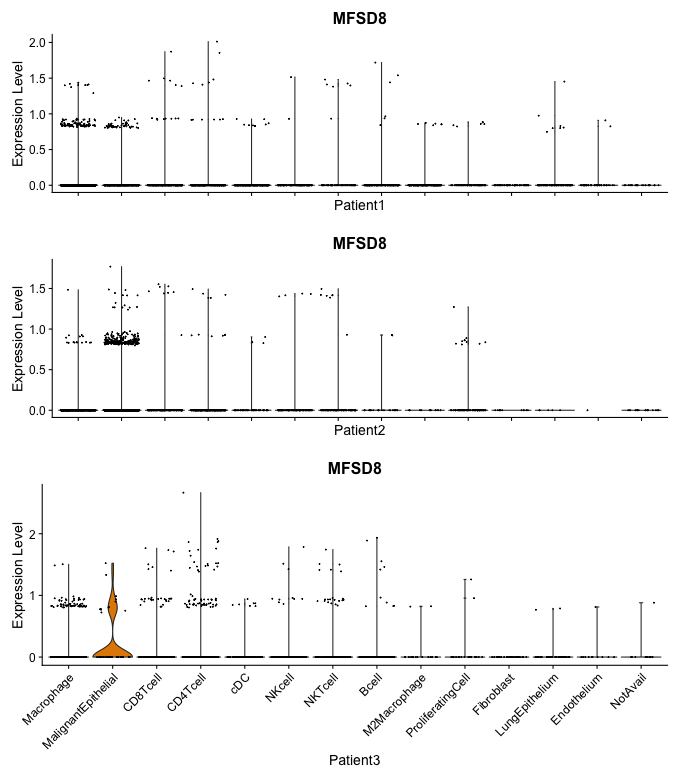 MFSD8
Expression Level
2.0
1.5
1.0
0.5
0.0
Patient1
MFSD8
Expression Level
1.5
1.0
0.5
0.0
Patient2
MFSD8
Expression Level
2
1
0
Macrophage
MalignantEpithelial
CD8Tcell
CD4Tcell
cDC
NKcell
NKTcell
Bcell
M2Macrophage
ProliferatingCell
Fibroblast
LungEpithelium
Endothelium
NotAvail
Patient3